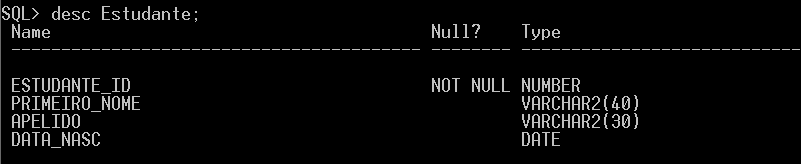 SQL> desc Estudante;
Name Null? Type
----------------------------------------- -------- ----------------------------
ESTUDANTE_ID NOT NULL NUMBER
PRIMEIRO_NOME VARCHAR2(40)
APELIDO VARCHAR2(30)
DATA_NASC DATE